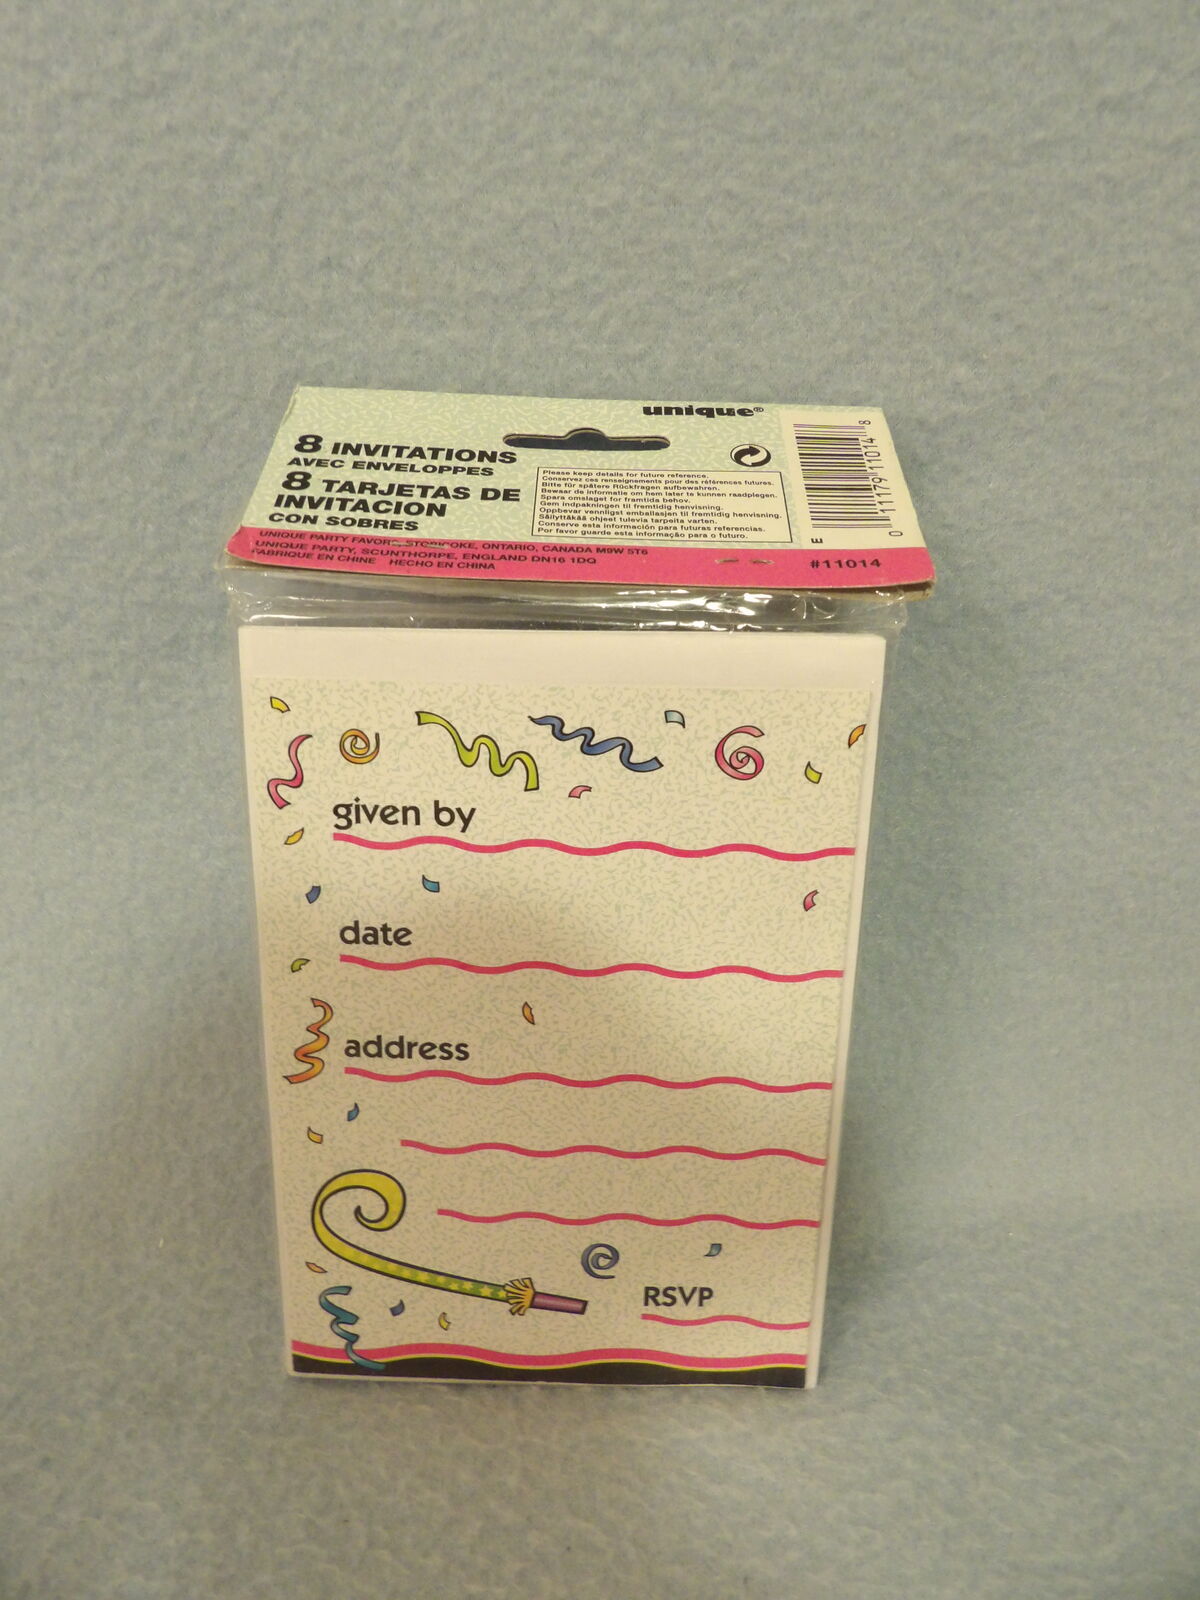 unique®
8 INVITATIONS
AVEC ENVELOPPES
8 TARJETAS DE
INVITACION
CON SOBRES
Please keep details for future reference.
Conservez ces renseignements pour des références futures.
Bitte für spätere Rückfragen aufbewahren.
Bewaar de informatie om hem later te kunnen raadplegen.
Spara omslaget for framtida behov.
Gem indpakningen til fremtidig henvisning.
Oppbevar vennligst emballasjen til fremtidig henvisning.
Säilyttäkää ohjeet tulevia tarpeita varten.
Conserve esta información para futuras referencias.
Por favor guarde esta informação para o futuro.
E
0 11179 11014 8
UNIQUE PARTY FAVORS, ETOBICOKE, ONTARIO, CANADA M9W 5T6
UNIQUE PARTY, SCUNTHORPE, ENGLAND DN16 1DQ
FABRIQUE EN CHINE HECHO EN CHINA
#11014
given by
date
address
RSVP